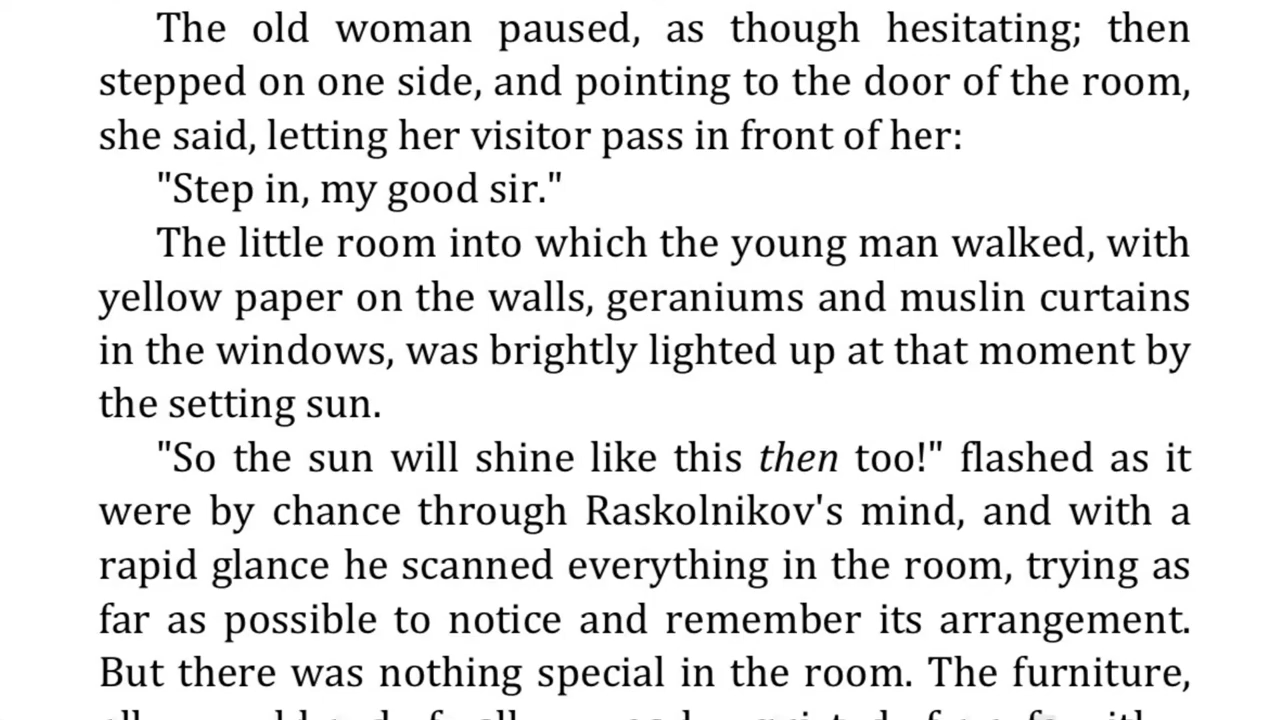 The old woman paused, as though hesitating; then
stepped on one side, and pointing to the door of the room,
she said, letting her visitor pass in front of her:
"Step in, my good sir."
The little room into which the young man walked, with
yellow paper on the walls, geraniums and muslin curtains
in the windows, was brightly lighted up at that moment by
the setting sun.
"So the sun will shine like this then too!" flashed as it
were by chance through Raskolnikov's mind, and with a
rapid glance he scanned everything in the room, trying as
far as possible to notice and remember its arrangement.
But there was nothing special in the room. The furniture,